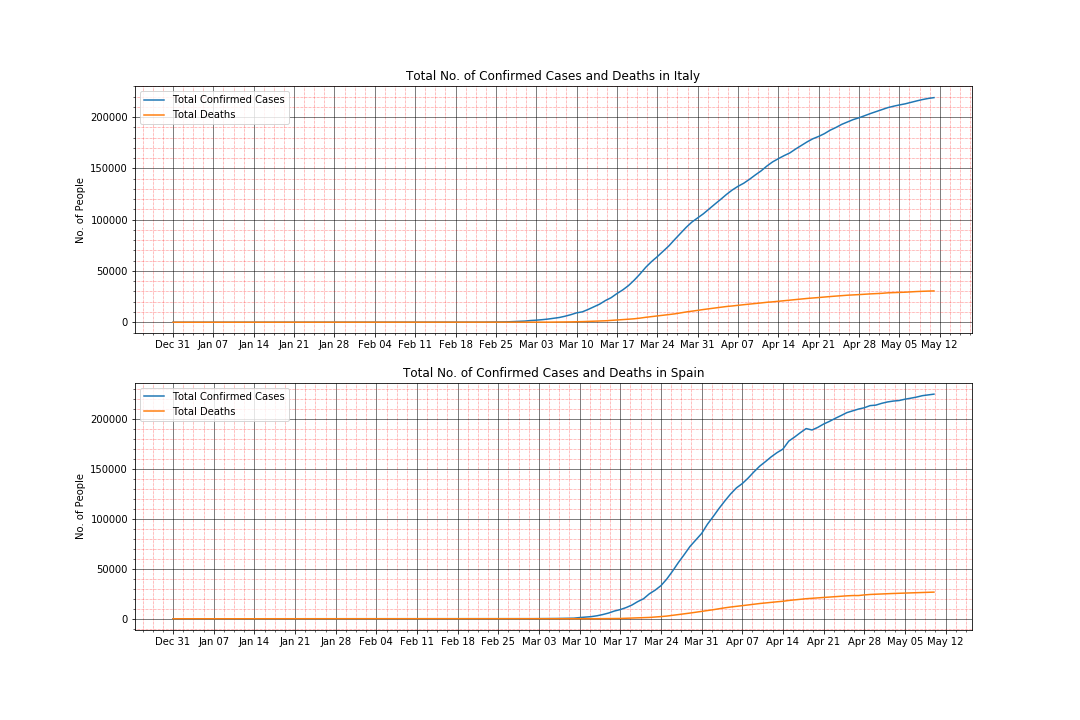 Total No. of Confirmed Cases and Deaths in Italy
Total Confirmed Cases
Total Deaths
No. of People
200000
150000
100000
50000
0
Dec 31 Jan 07 Jan 14 Jan 21 Jan 28 Feb 04 Feb 11 Feb 18 Feb 25 Mar 03 Mar 10 Mar 17 Mar 24 Mar 31 Apr 07 Apr 14 Apr 21 Apr 28 May 05 May 12
Total No. of Confirmed Cases and Deaths in Spain
Total Confirmed Cases
Total Deaths
No. of People
200000
150000
100000
50000
0
Dec 31 Jan 07 Jan 14 Jan 21 Jan 28 Feb 04 Feb 11 Feb 18 Feb 25 Mar 03 Mar 10 Mar 17 Mar 24 Mar 31 Apr 07 Apr 14 Apr 21 Apr 28 May 05 May 12